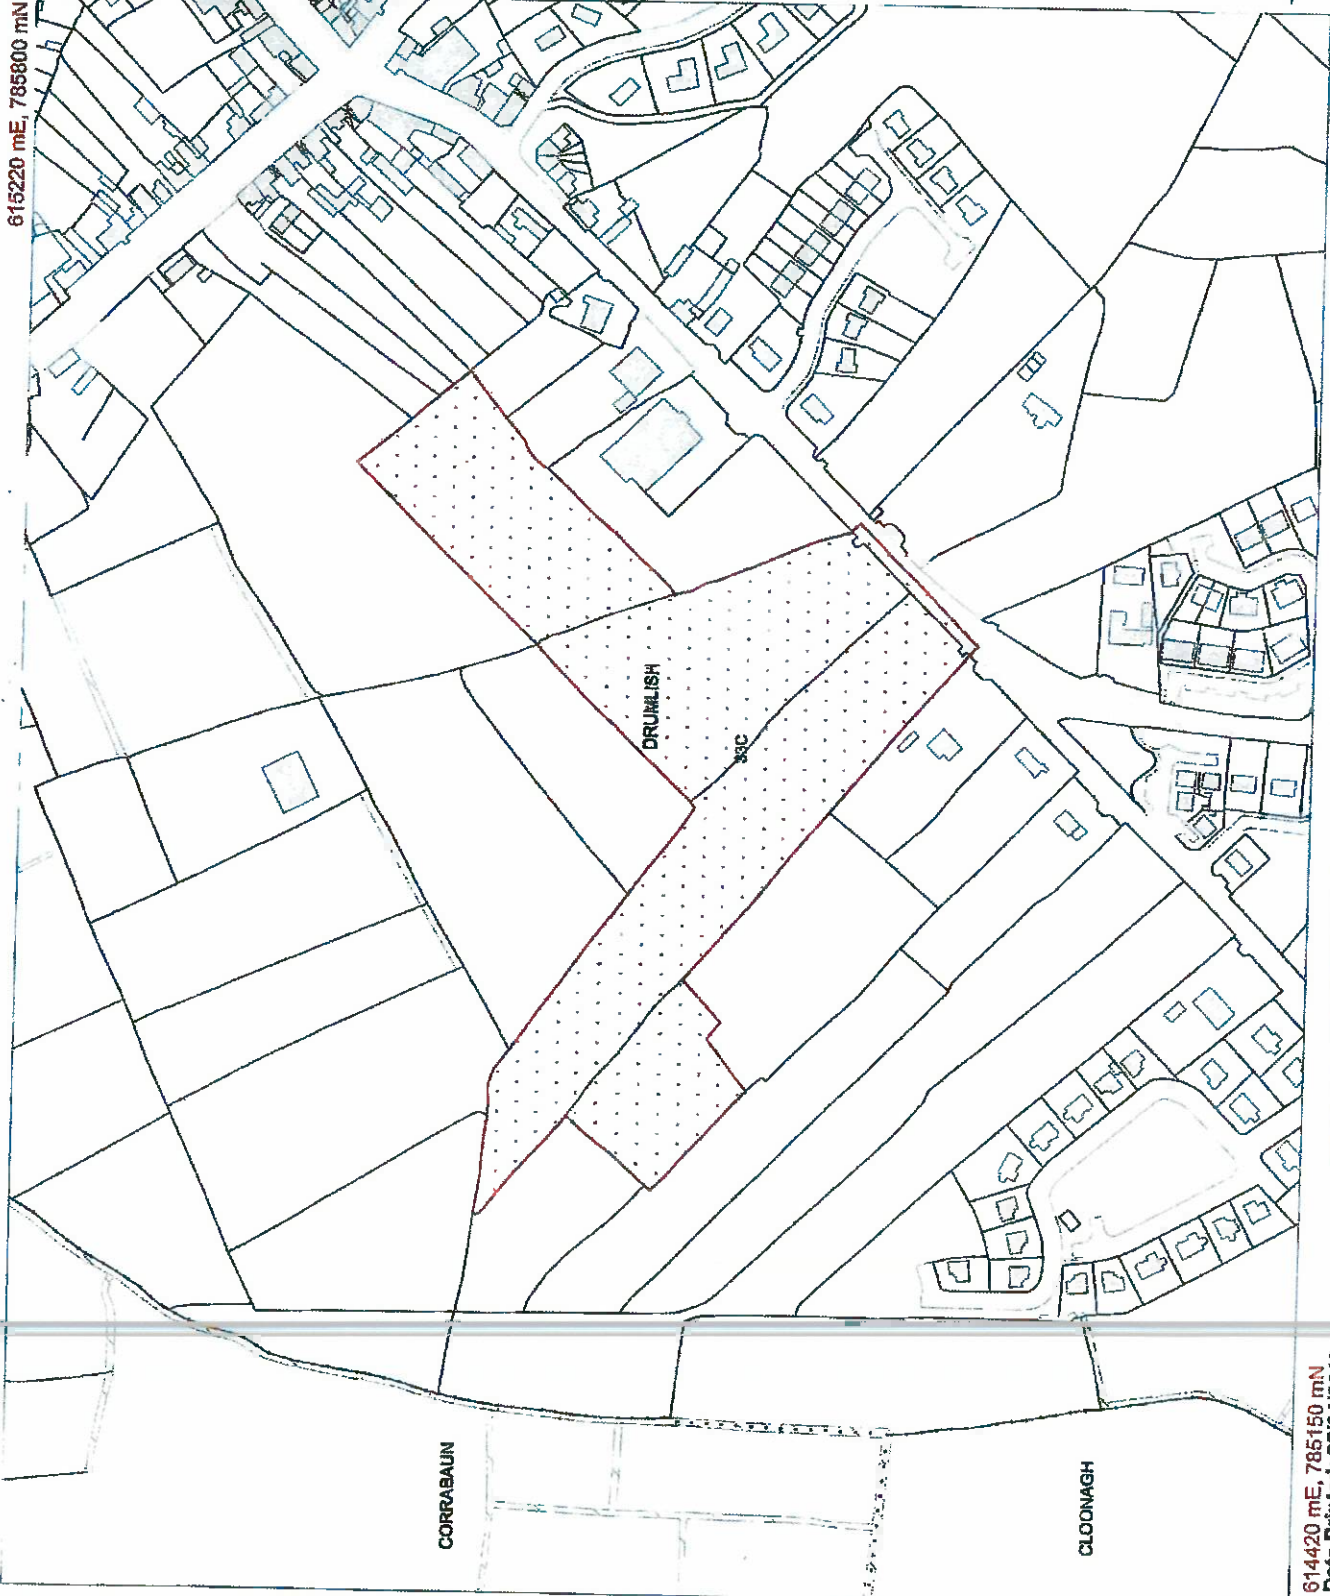 615220 mE, 785800 mN
DRUMLISH
33C
CORRABAUN
CLOONAGH
614420 mE, 785150 mN